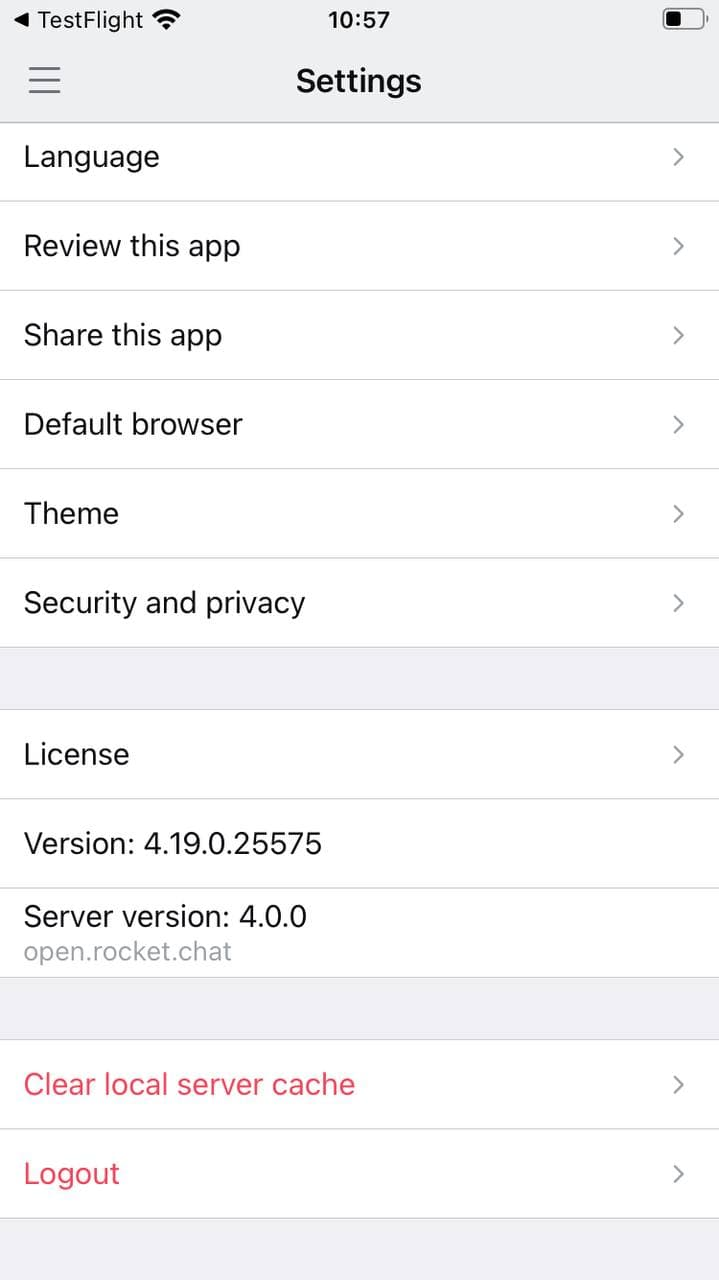 TestFlight
10:57
Settings
Language
Review this app
Share this app
Default browser
Theme
Security and privacy
License
Version: 4.19.0.25575
Server version: 4.0.0
open.rocket.chat
Clear local server cache
Logout